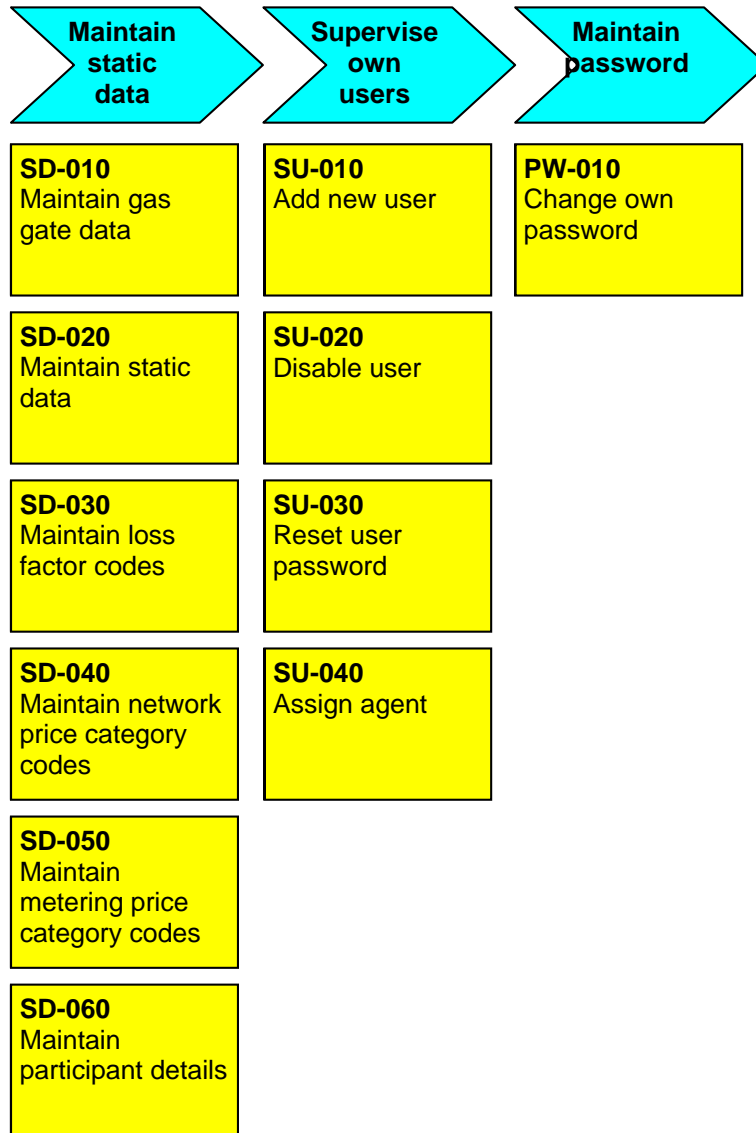 Maintain
static
data
Supervise
own
users
Maintain
password
SD-010
Maintain gas
gate data
SU-010
Add new user
PW-010
Change own
password
SD-020
Maintain static
data
SU-020
Disable user
SD-030
Maintain loss
factor codes
SU-030
Reset user
password
SD-040
Maintain network
price category
codes
SU-040
Assign agent
SD-050
Maintain
metering price
category codes
SD-060
Maintain
participant details